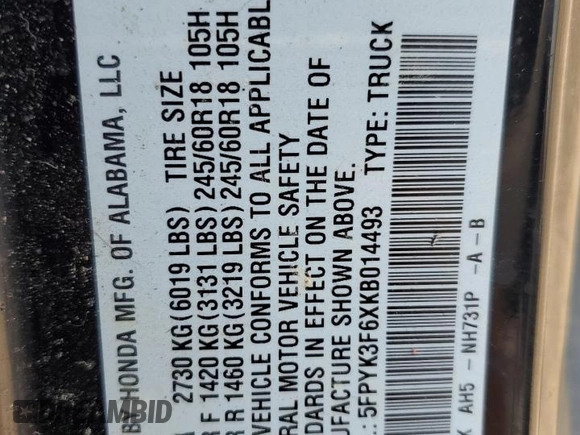 BY HONDA MFG. OF ALABAMA, LLC
2730 KG(6019 LBS) TIRE SIZE
F 1420 KG(3131 LBS) 245/60R18 105H
R 1460 KG(3219 LBS) 245/60R18 105H
VEHICLE CONFORMS TO ALL APPLICABL
RAL MOTOR VEHICLE SAFETY
DARDS IN EFFECT ON THE DATE OF
UFACTURE SHOWN ABOVE.
: 5FPYK3F6XKB014493 TYPE: TRUCK
K AH5 - NH731P -A-B
DREAMBID